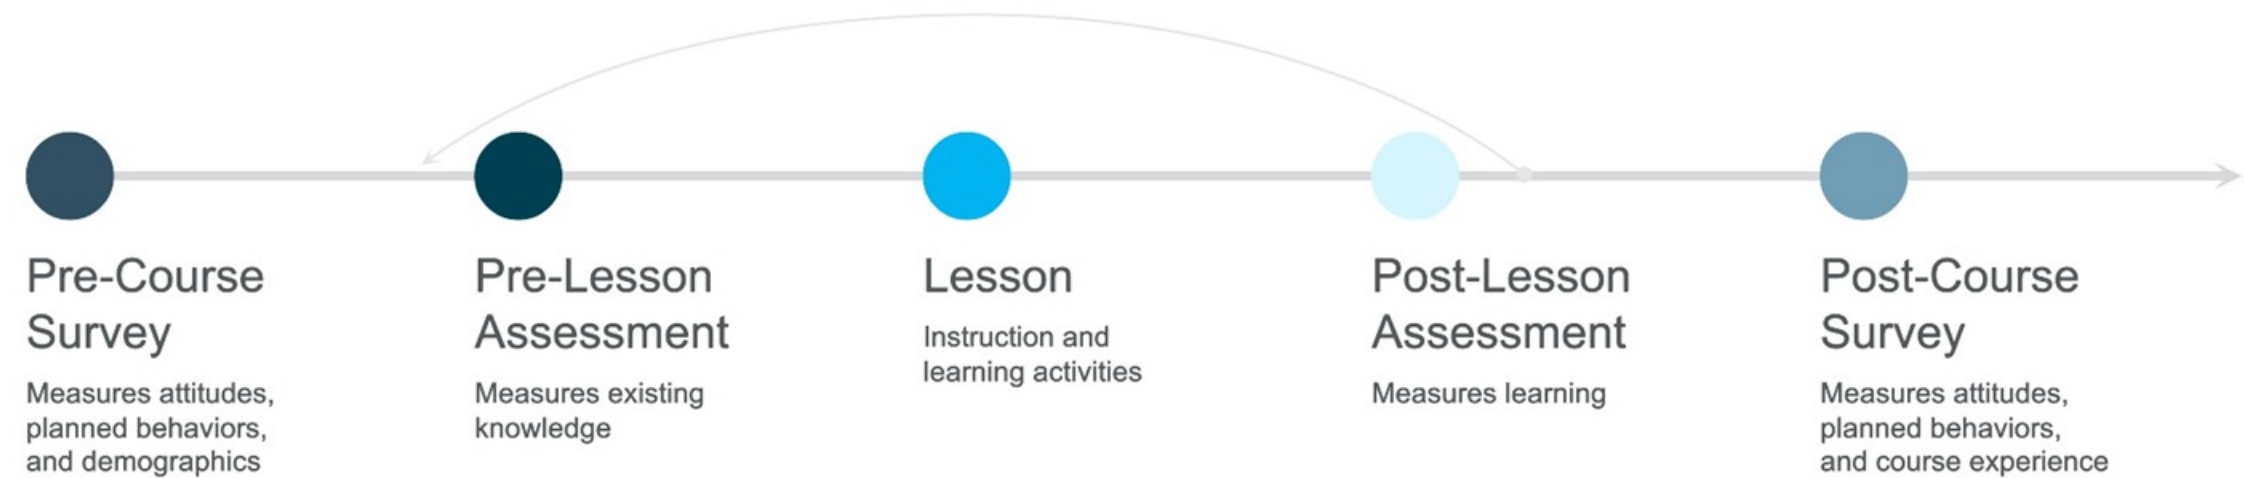 Pre-Course
Survey
Measures attitudes,
planned behaviors,
and demographics
Pre-Lesson
Assessment
Measures existing
knowledge
Lesson
Instruction and
learning activities
Post-Lesson
Assessment
Measures learning
Post-Course
Survey
Measures attitudes,
planned behaviors,
and course experience